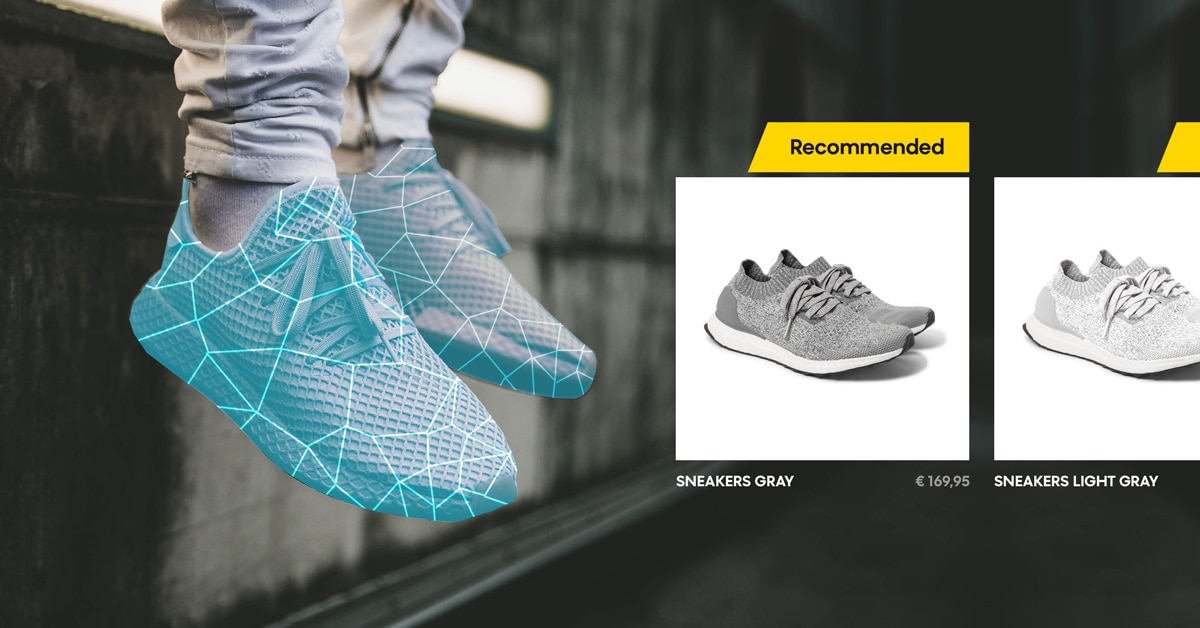 Recommended
SNEAKERS GRAY
€ 169,95
SNEAKERS LIGHT GRAY